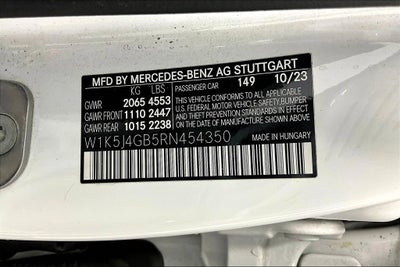 MFD BY MERCEDES-BENZ AG STUTTGART
KG LBS PASSENGER CAR 149 10/23
GVWR 2065 4553
GAWR FRONT 1110 2447
GAWR REAR 1015 2238
THIS VEHICLE CONFORMS TO ALL APPLICABLE
U.S. FEDERAL MOTOR VEHICLE SAFETY, BUMPER
AND THEFT PREVENTION STANDARDS IN EFFECT
ON THE DATE OF MANUFACTURE SHOWN ABOVE.
W1K5J4GB5RN454350 MADE IN HUNGARY